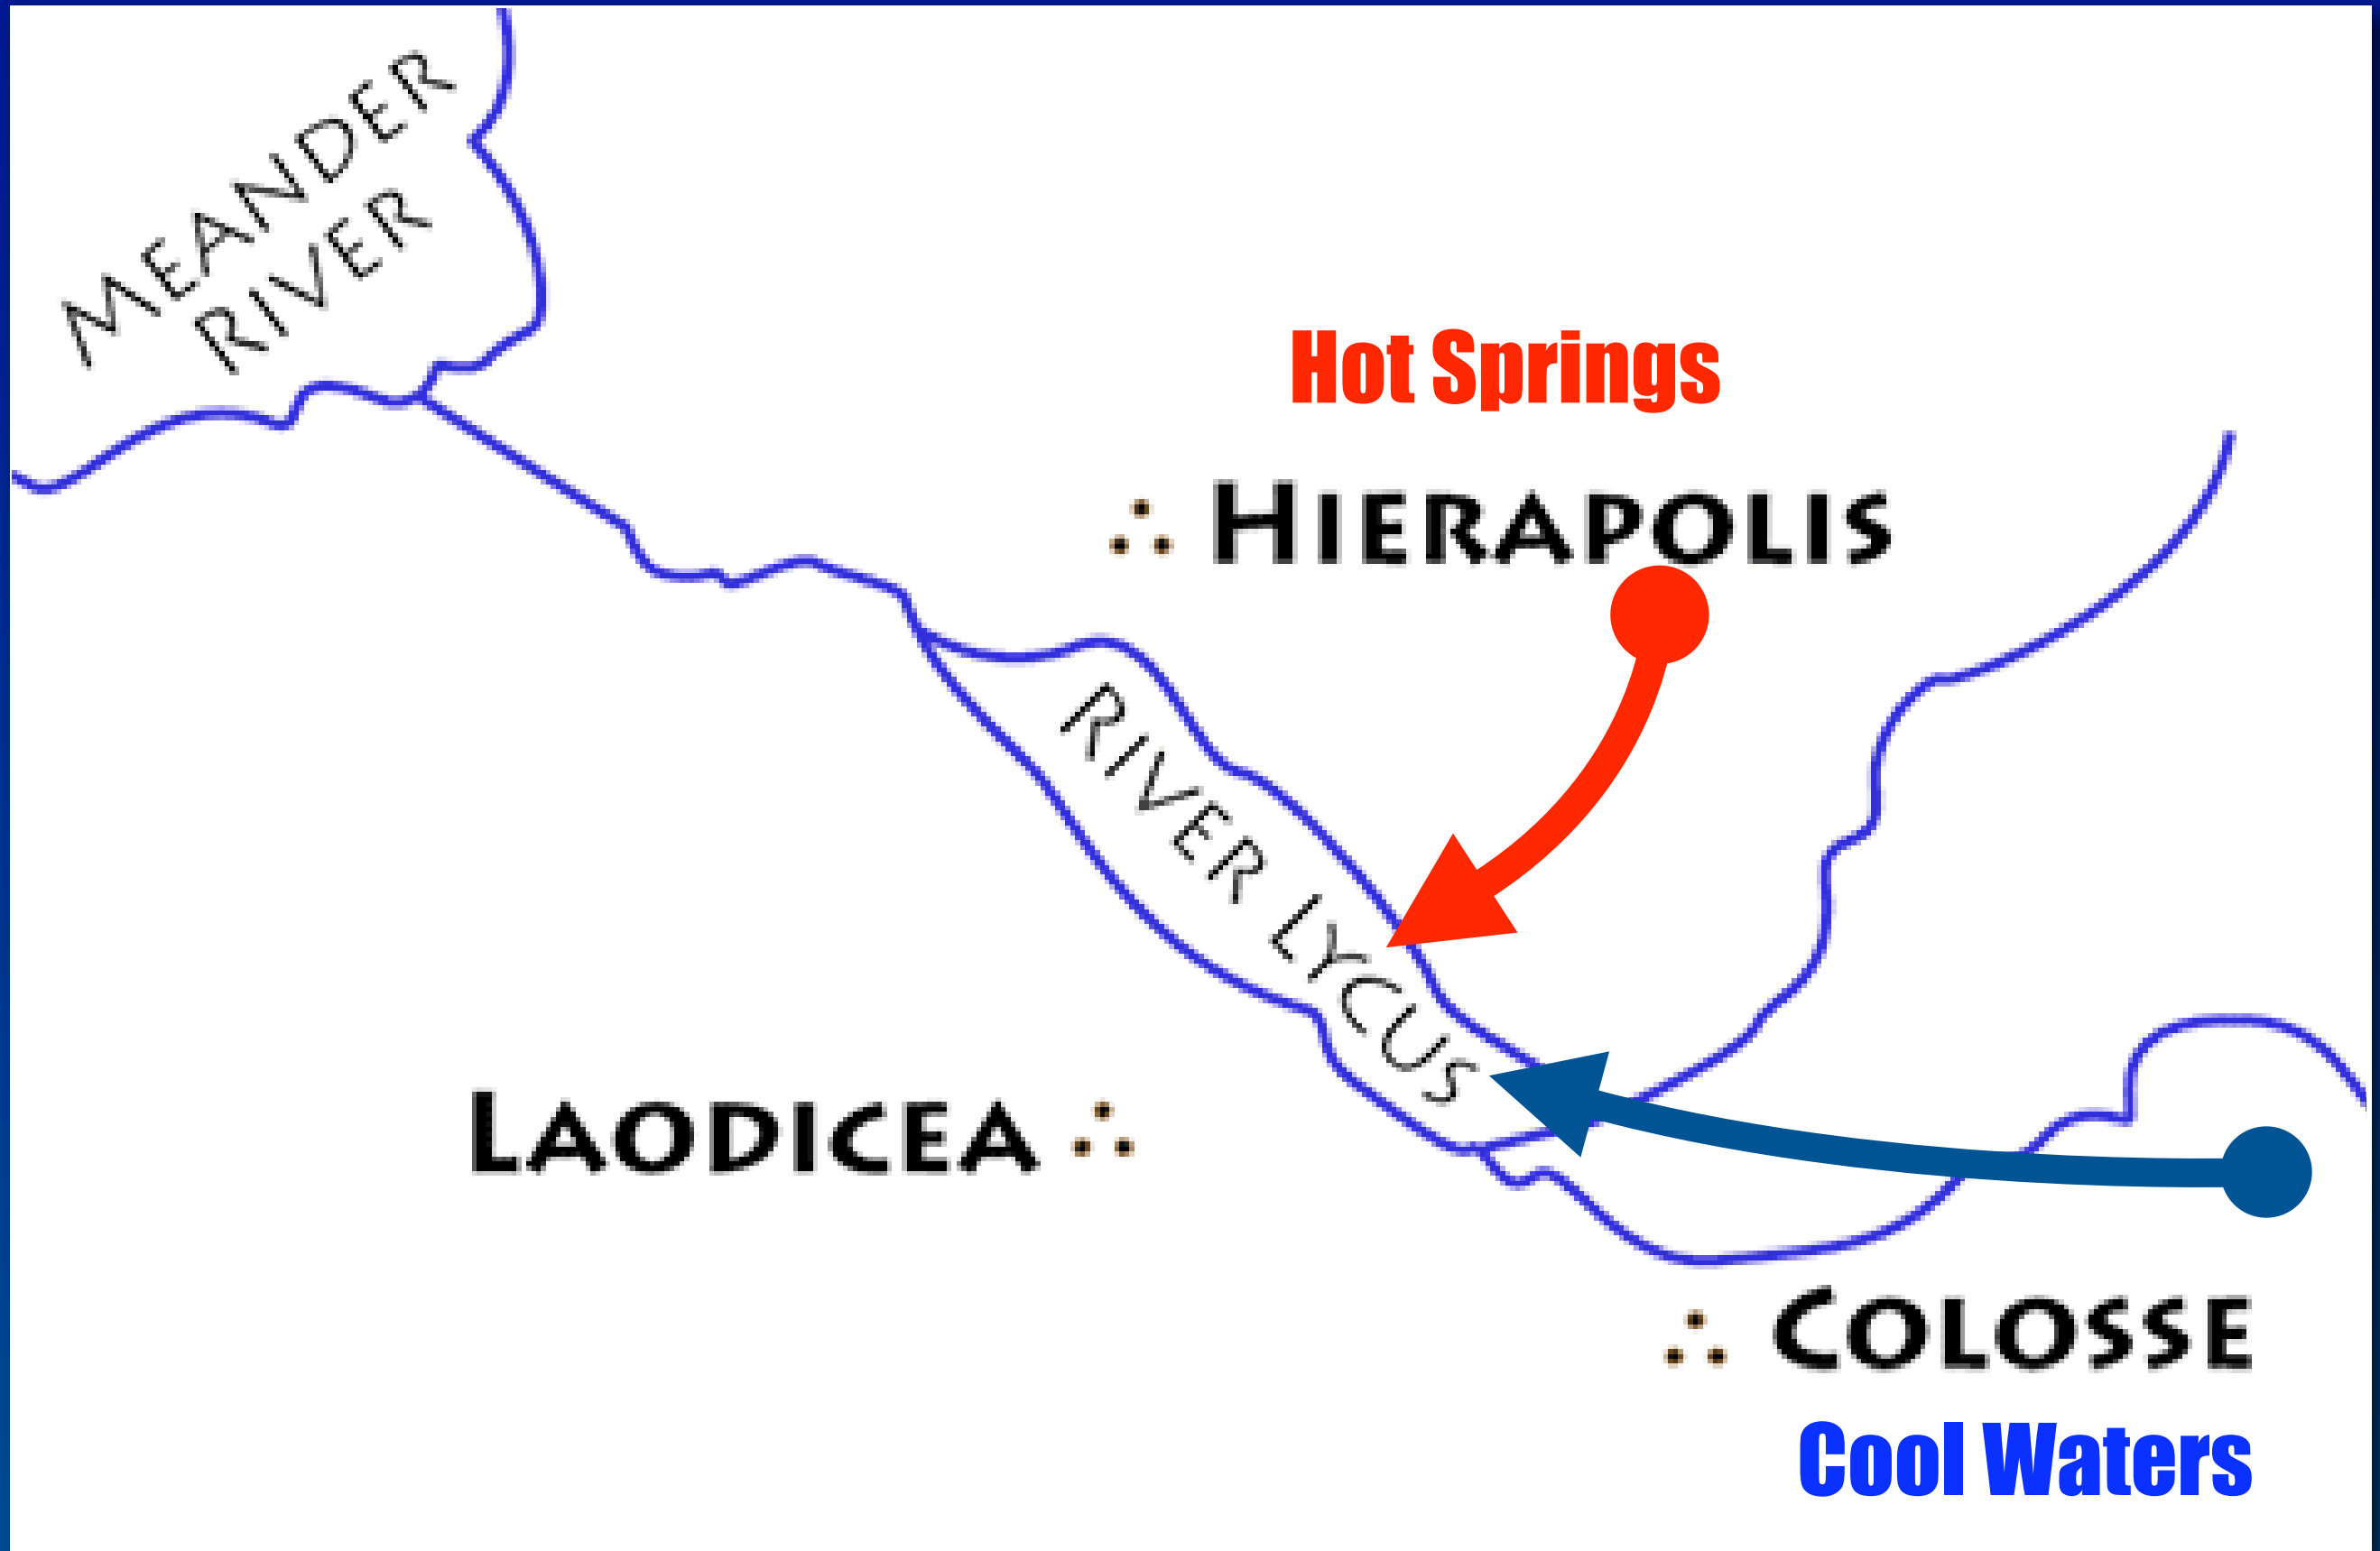 MEANDER
RIVER
Hot Springs
HIERAPOLIS
RIVER LYCUS
LAODICEA
COLOSSE
Cool Waters